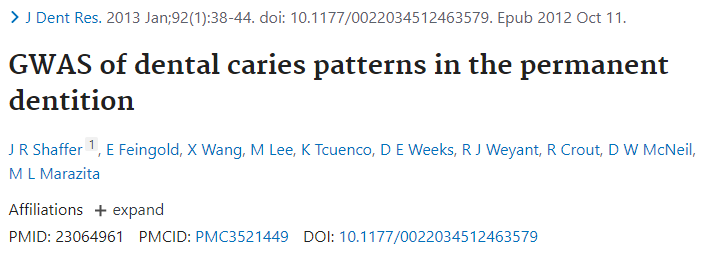 J Dent Res. 2013 Jan;92(1):38-44. doi: 10.1177/0022034512463579. Epub 2012 Oct 11.
GWAS of dental caries patterns in the permanent
dentition
J R Shaffer 1, E Feingold, X Wang, M Lee, K Tcuenco, D E Weeks, R J Weyant, R Crout, D W McNeil,
M L Marazita
Affiliations + expand
PMID: 23064961 PMCID: PMC3521449 DOI: 10.1177/0022034512463579